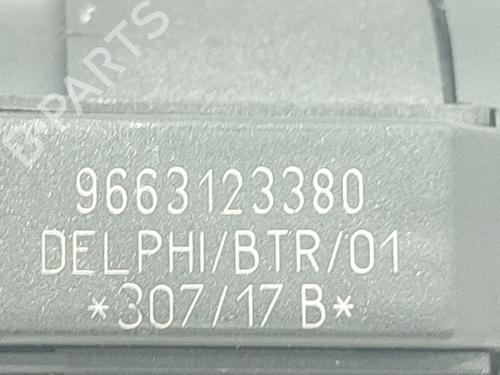 B-PARTS
9663123380
DELPHI/BTR/01
*307/17 B*